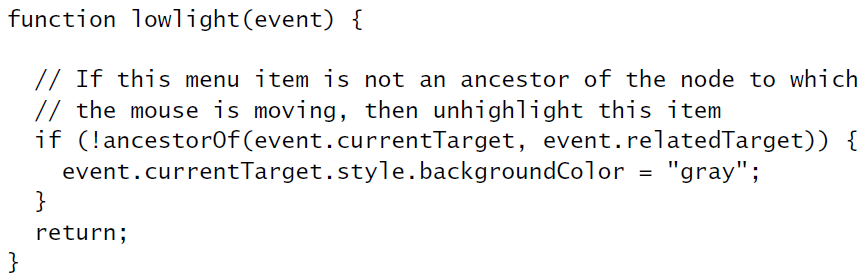 function lowlight(event) {

  // If this menu item is not an ancestor of the node to which
  // the mouse is moving, then unhighlight this item
  if (!ancestorOf(event.currentTarget, event.relatedTarget)) {
    event.currentTarget.style.backgroundColor = "gray";
  }
  return;
}